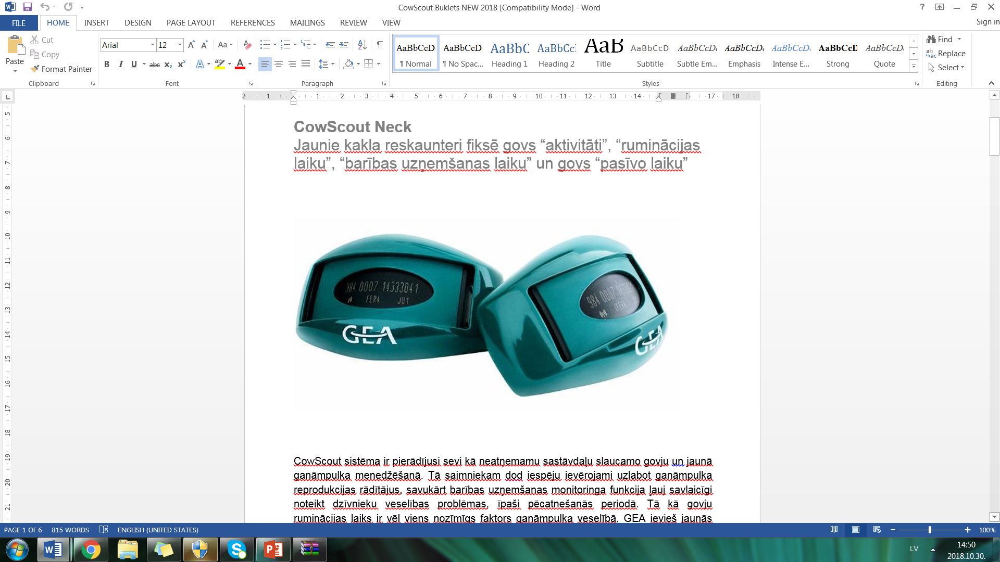 CowScout Buklets NEW 2018 [Compatibility Mode] - Word
?
Sign in
FILE HOME INSERT DESIGN PAGE LAYOUT REFERENCES MAILINGS REVIEW VIEW
Paste
Cut
Copy
Format Painter
Clipboard
Arial 12
Aa
B I U abc x₂ x² A ab A
Font
Paragraph
AaBbCcD AaBbCcD AaBbC AaBbCc AaB AaBbCcD AaBbCcD AaBbCcD AaBbCcD AaBbCcD AaBbCcD
¶ Normal ¶ No Spac... Heading 1 Heading 2 Title Subtitle Subtle Em... Emphasis Intense E... Strong Quote
Styles
Find
Replace
Select
Editing
2 1 1 2 3 4 5 6 7 8 9 10 11 12 13 14 17 18
5
6
7
8
9
10
11
12
13
14
15
16
17
18
19
20
21
CowScout Neck
Jaunie kakla reskaunteri fiksē govs “aktivitāti”, “ruminācijas
laiku”, “barības uzņemšanas laiku” un govs “pasīvo laiku”
984 0007 14333041
FER4 J01
GEA
984 0007
GEA
CowScout sistēma ir pierādījusi sevi kā neatņemamu sastāvdaļu slaucamo govju un jaunā
ganāmpulka menedžēšanā. Tā saimniekam dod iespēju ievērojami uzlabot ganāmpulka
reprodukcijas rādītājus, savukārt barības uzņemšanas monitoringa funkcija ļauj savlaicīgi
noteikt dzīvnieku veselības problēmas, īpaši pēcatnešanās periodā. Tā kā govju
ruminācijas laiks ir vēl viens nozīmīgs faktors ganāmpulka veselībā, GEA ievieš jaunās
PAGE 1 OF 6 815 WORDS ENGLISH (UNITED STATES) 100%
LV
14:50
2018.10.30.